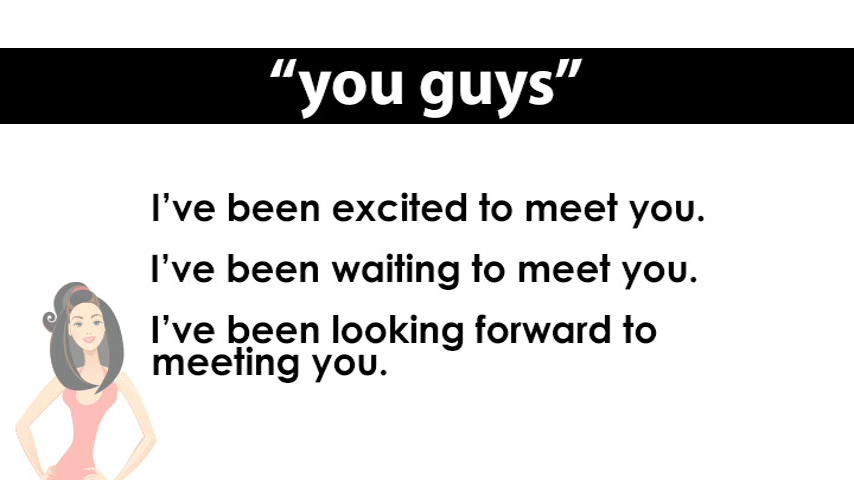 “you guys”
I’ve been excited to meet you.
I’ve been waiting to meet you.
I’ve been looking forward to
meeting you.